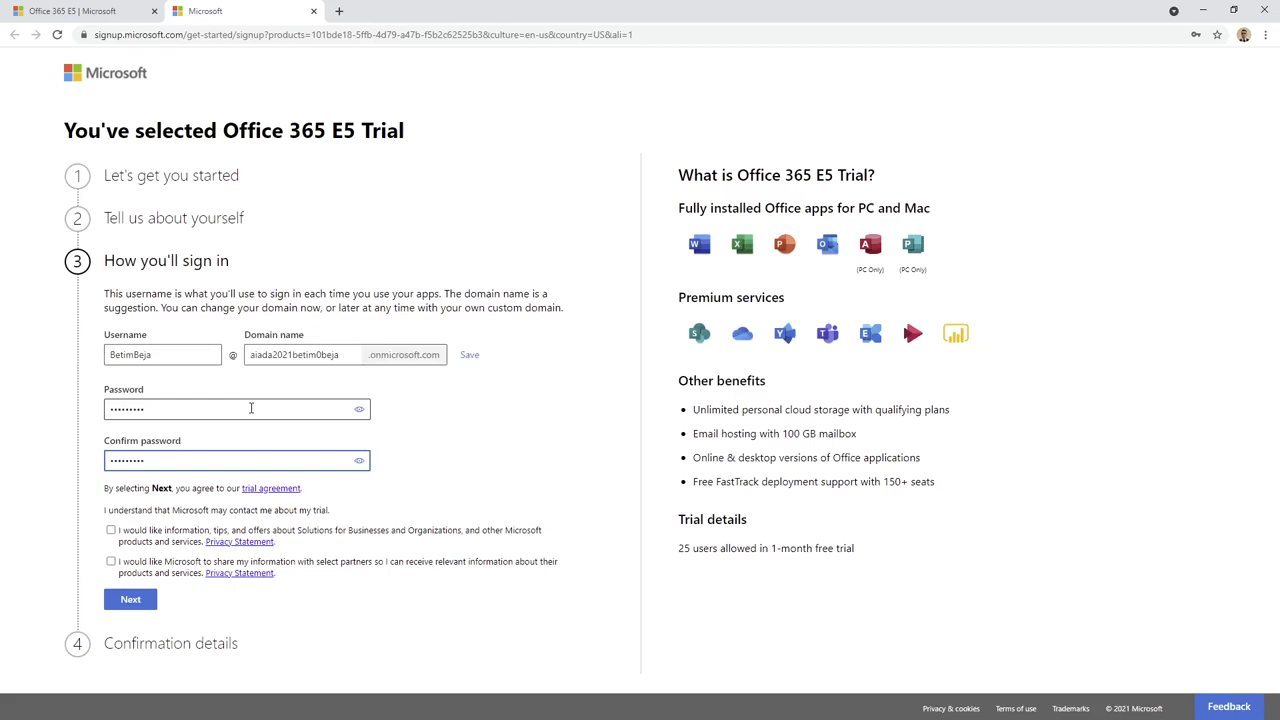 Office 365 E5 | Microsoft
Microsoft
signup.microsoft.com/get-started/signup?products=101bde18-5ffb-4d79-a47b-f5b2c62525b3&culture=en-us&country=US&ali=1
Microsoft
You've selected Office 365 E5 Trial
1 Let's get you started
2 Tell us about yourself
3 How you'll sign in
This username is what you'll use to sign in each time you use your apps. The domain name is a
suggestion. You can change your domain now, or later at any time with your own custom domain.
Username Domain name
BetimBeja @ aiada2021betim0beja .onmicrosoft.com Save
Password
•••••••••
Confirm password
•••••••••
By selecting Next, you agree to our trial agreement.
I understand that Microsoft may contact me about my trial.
I would like information, tips, and offers about Solutions for Businesses and Organizations, and other Microsoft
products and services. Privacy Statement.
I would like Microsoft to share my information with select partners so I can receive relevant information about their
products and services. Privacy Statement.
Next
4 Confirmation details
What is Office 365 E5 Trial?
Fully installed Office apps for PC and Mac
W X P O A P
(PC Only) (PC Only)
Premium services
S Y T E
Other benefits
• Unlimited personal cloud storage with qualifying plans
• Email hosting with 100 GB mailbox
• Online & desktop versions of Office applications
• Free FastTrack deployment support with 150+ seats
Trial details
25 users allowed in 1-month free trial
Privacy & cookies Terms of use Trademarks © 2021 Microsoft Feedback